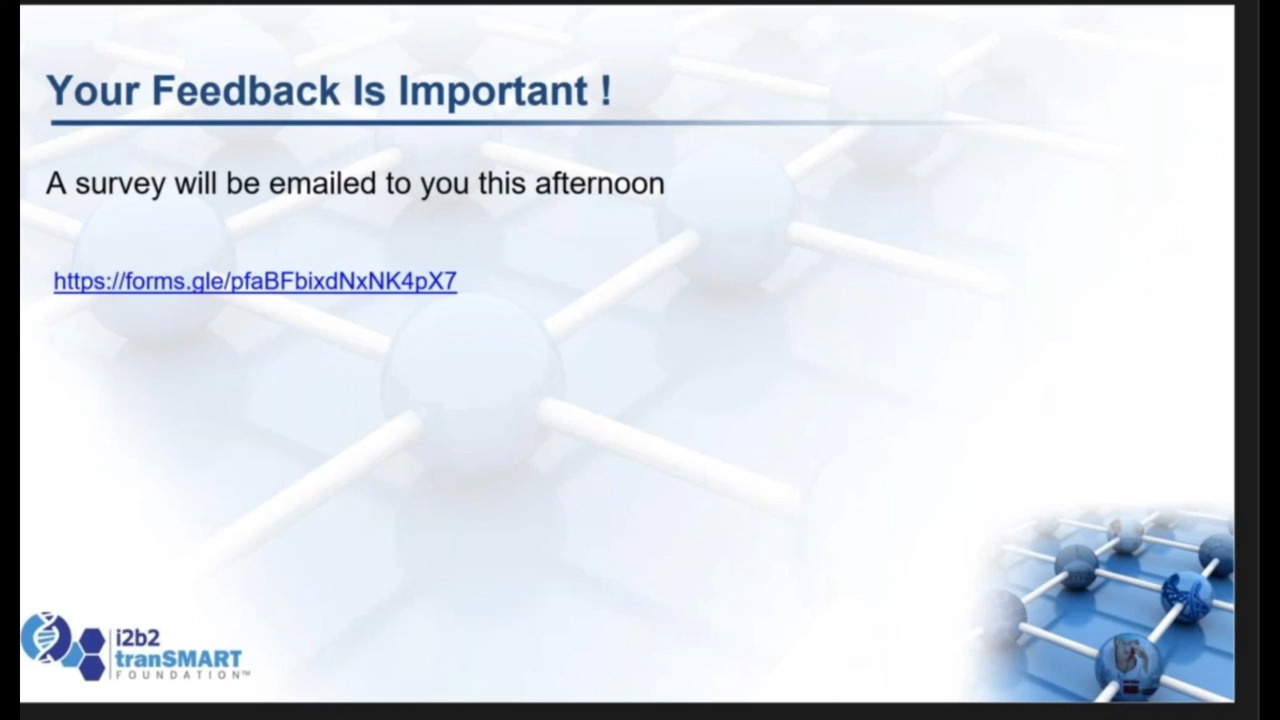 Your Feedback Is Important !
A survey will be emailed to you this afternoon
https://forms.gle/pfaBFbixdNxNK4pX7
i2b2
tranSMART
FOUNDATION™